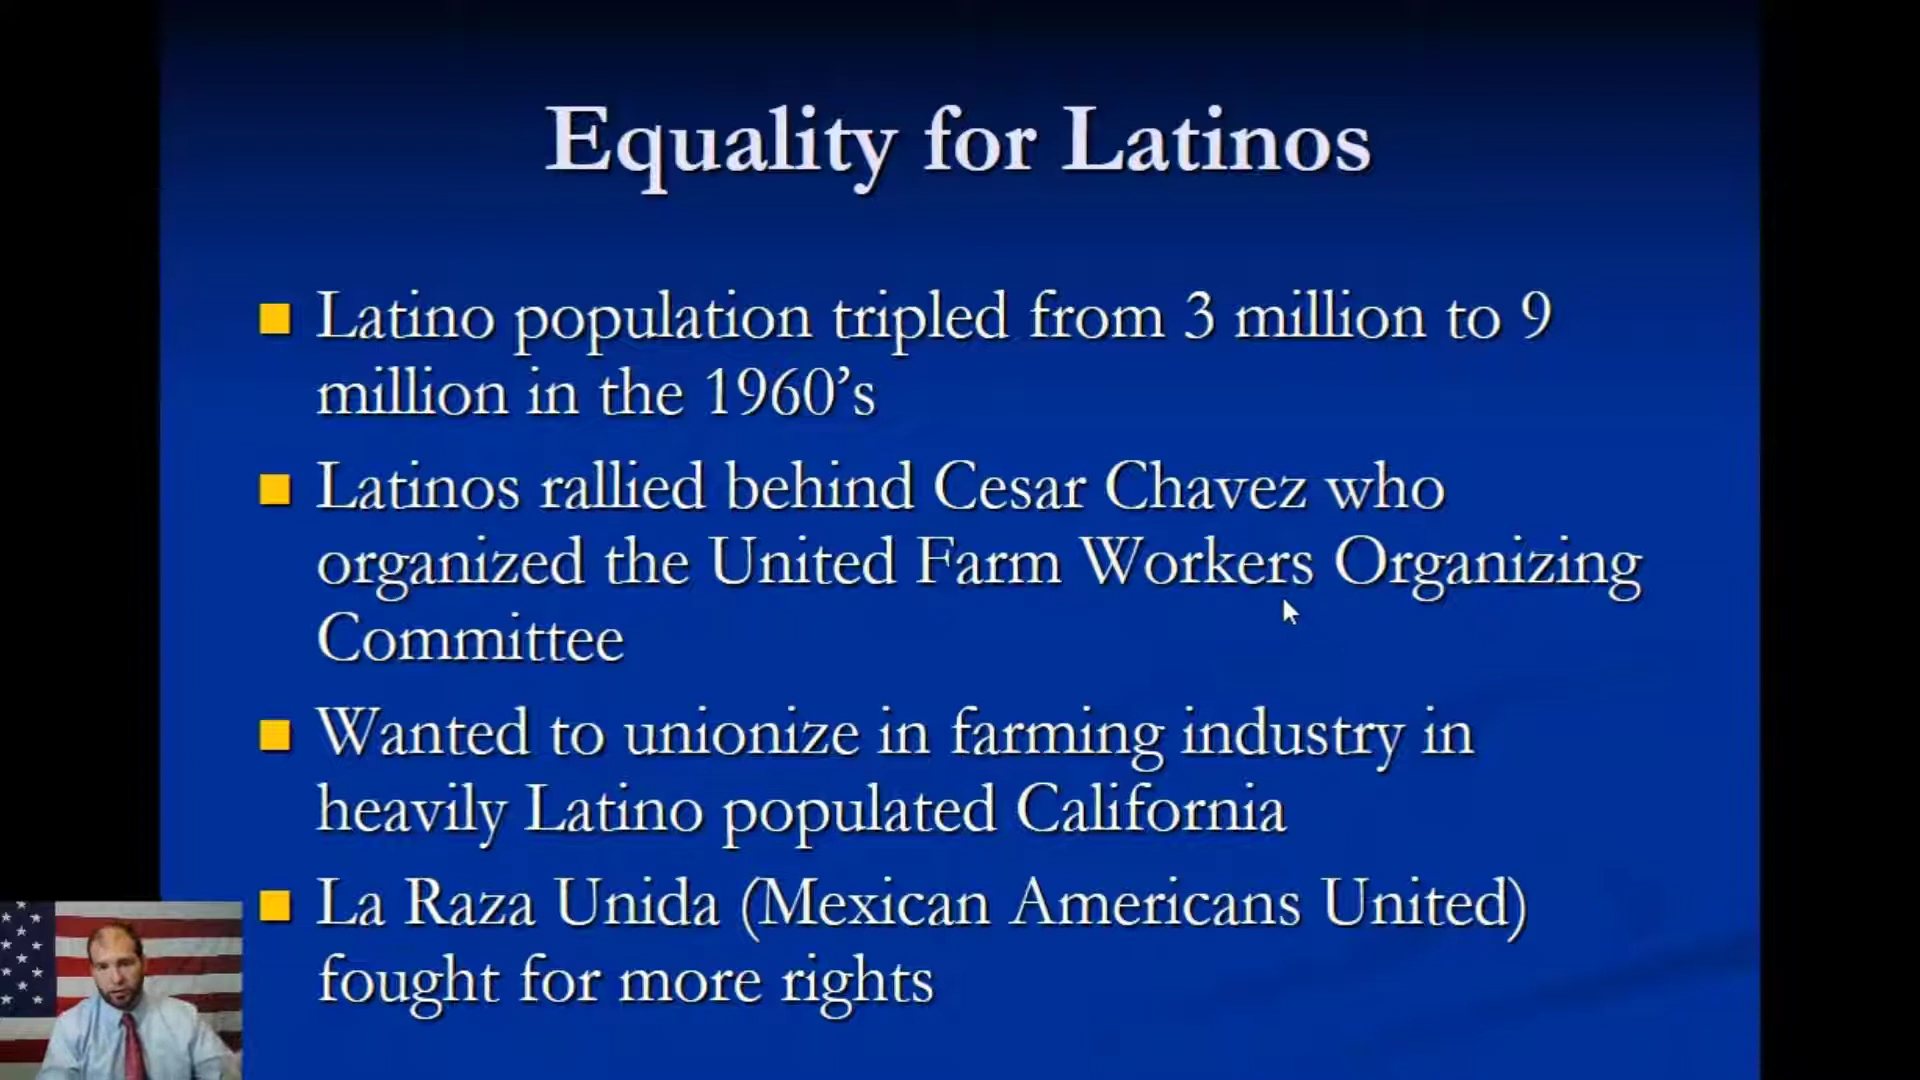 Equality for Latinos
Latino population tripled from 3 million to 9
million in the 1960’s
Latinos rallied behind Cesar Chavez who
organized the United Farm Workers Organizing
Committee
Wanted to unionize in farming industry in
heavily Latino populated California
La Raza Unida (Mexican Americans United)
fought for more rights